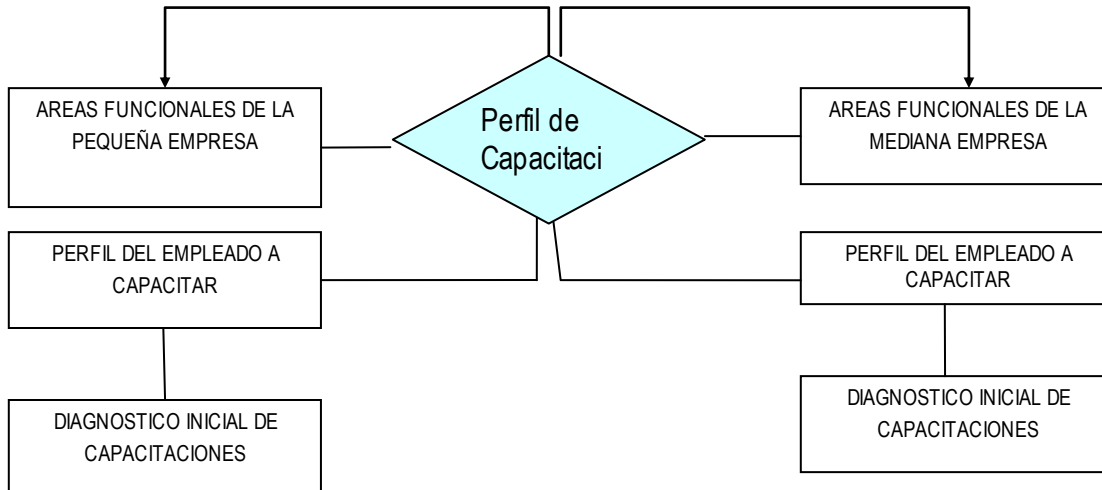 AREAS FUNCIONALES DE LA
PEQUEÑA EMPRESA
Perfil de
Capacitaci
AREAS FUNCIONALES DE LA
MEDIANA EMPRESA
PERFIL DEL EMPLEADO A
CAPACITAR
PERFIL DEL EMPLEADO A
CAPACITAR
DIAGNOSTICO INICIAL DE
CAPACITACIONES
DIAGNOSTICO INICIAL DE
CAPACITACIONES